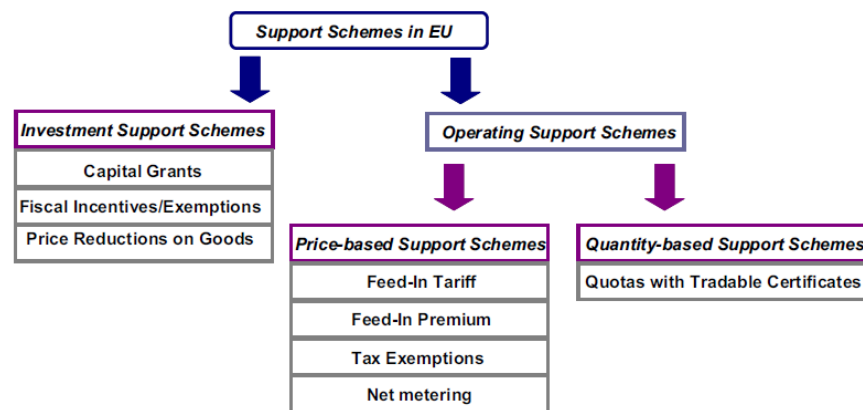 Support Schemes in EU
Investment Support Schemes
Capital Grants
Fiscal Incentives/Exemptions
Price Reductions on Goods
Operating Support Schemes
Price-based Support Schemes
Feed-In Tariff
Feed-In Premium
Tax Exemptions
Net metering
Quantity-based Support Schemes
Quotas with Tradable Certificates